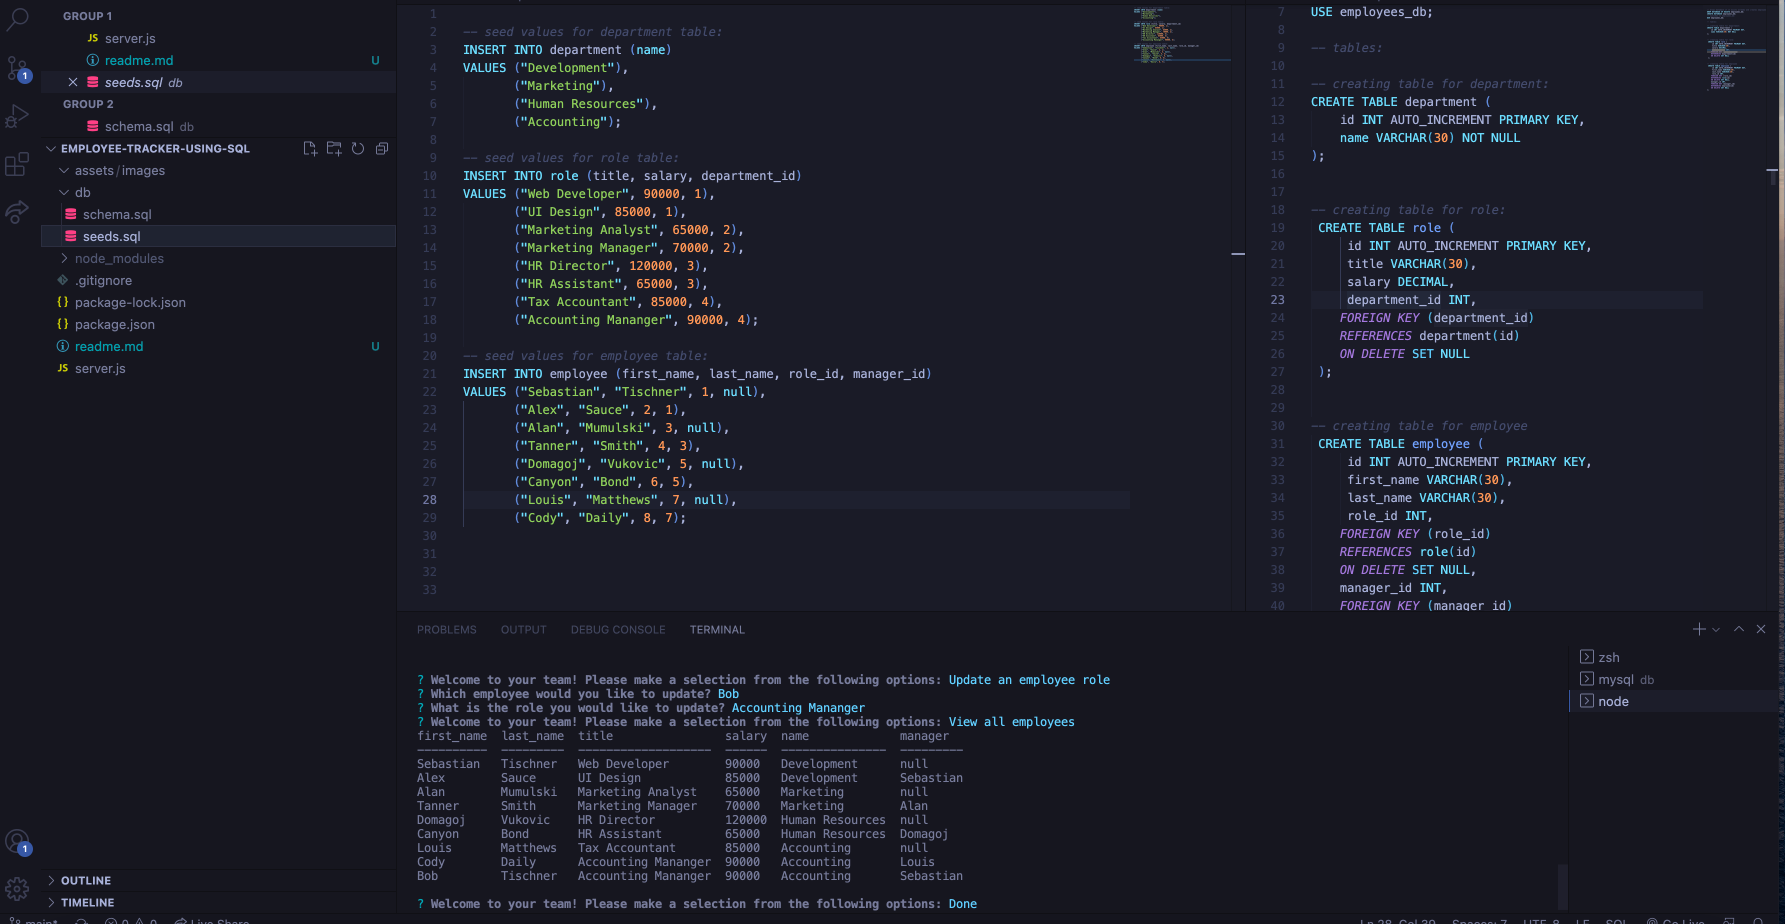 GROUP 1
JS server.js
readme.md U
seeds.sql db
GROUP 2
schema.sql db
EMPLOYEE-TRACKER-USING-SQL
assets/images
db
schema.sql
seeds.sql
node_modules
.gitignore
{} package-lock.json
{} package.json
readme.md U
JS server.js
OUTLINE
TIMELINE
1
1
1
2 -- seed values for department table:
3 INSERT INTO department (name)
4 VALUES ("Development"),
5 ("Marketing"),
6 ("Human Resources"),
7 ("Accounting");
8
9 -- seed values for role table:
10 INSERT INTO role (title, salary, department_id)
11 VALUES ("Web Developer", 90000, 1),
12 ("UI Design", 85000, 1),
13 ("Marketing Analyst", 65000, 2),
14 ("Marketing Manager", 70000, 2),
15 ("HR Director", 120000, 3),
16 ("HR Assistant", 65000, 3),
17 ("Tax Accountant", 85000, 4),
18 ("Accounting Mananger", 90000, 4);
19
20 -- seed values for employee table:
21 INSERT INTO employee (first_name, last_name, role_id, manager_id)
22 VALUES ("Sebastian", "Tischner", 1, null),
23 ("Alex", "Sauce", 2, 1),
24 ("Alan", "Mumulski", 3, null),
25 ("Tanner", "Smith", 4, 3),
26 ("Domagoj", "Vukovic", 5, null),
27 ("Canyon", "Bond", 6, 5),
28 ("Louis", "Matthews", 7, null),
29 ("Cody", "Daily", 8, 7);
30
31
32
33
7 USE employees_db;
8
9 -- tables:
10
11 -- creating table for department:
12 CREATE TABLE department (
13 id INT AUTO_INCREMENT PRIMARY KEY,
14 name VARCHAR(30) NOT NULL
15 );
16
17
18 -- creating table for role:
19 CREATE TABLE role (
20 id INT AUTO_INCREMENT PRIMARY KEY,
21 title VARCHAR(30),
22 salary DECIMAL,
23 department_id INT,
24 FOREIGN KEY (department_id)
25 REFERENCES department(id)
26 ON DELETE SET NULL
27 );
28
29
30 -- creating table for employee
31 CREATE TABLE employee (
32 id INT AUTO_INCREMENT PRIMARY KEY,
33 first_name VARCHAR(30),
34 last_name VARCHAR(30),
35 role_id INT,
36 FOREIGN KEY (role_id)
37 REFERENCES role(id)
38 ON DELETE SET NULL,
39 manager_id INT,
40 FOREIGN KEY (manager_id)
PROBLEMS OUTPUT DEBUG CONSOLE TERMINAL
? Welcome to your team! Please make a selection from the following options: Update an employee role
? Which employee would you like to update? Bob
? What is the role you would like to update? Accounting Mananger
? Welcome to your team! Please make a selection from the following options: View all employees
first_name last_name title salary name manager
---------- --------- ------------------- ------ --------------- ---------
Sebastian Tischner Web Developer 90000 Development null
Alex Sauce UI Design 85000 Development Sebastian
Alan Mumulski Marketing Analyst 65000 Marketing null
Tanner Smith Marketing Manager 70000 Marketing Alan
Domagoj Vukovic HR Director 120000 Human Resources null
Canyon Bond HR Assistant 65000 Human Resources Domagoj
Louis Matthews Tax Accountant 85000 Accounting null
Cody Daily Accounting Mananger 90000 Accounting Louis
Bob Tischner Accounting Mananger 90000 Accounting Sebastian
? Welcome to your team! Please make a selection from the following options: Done
zsh
mysql db
node
main* 0 0 Live Share Ln 28, Col 39 Spaces: 7 UTF-8 LF SQL Go Live